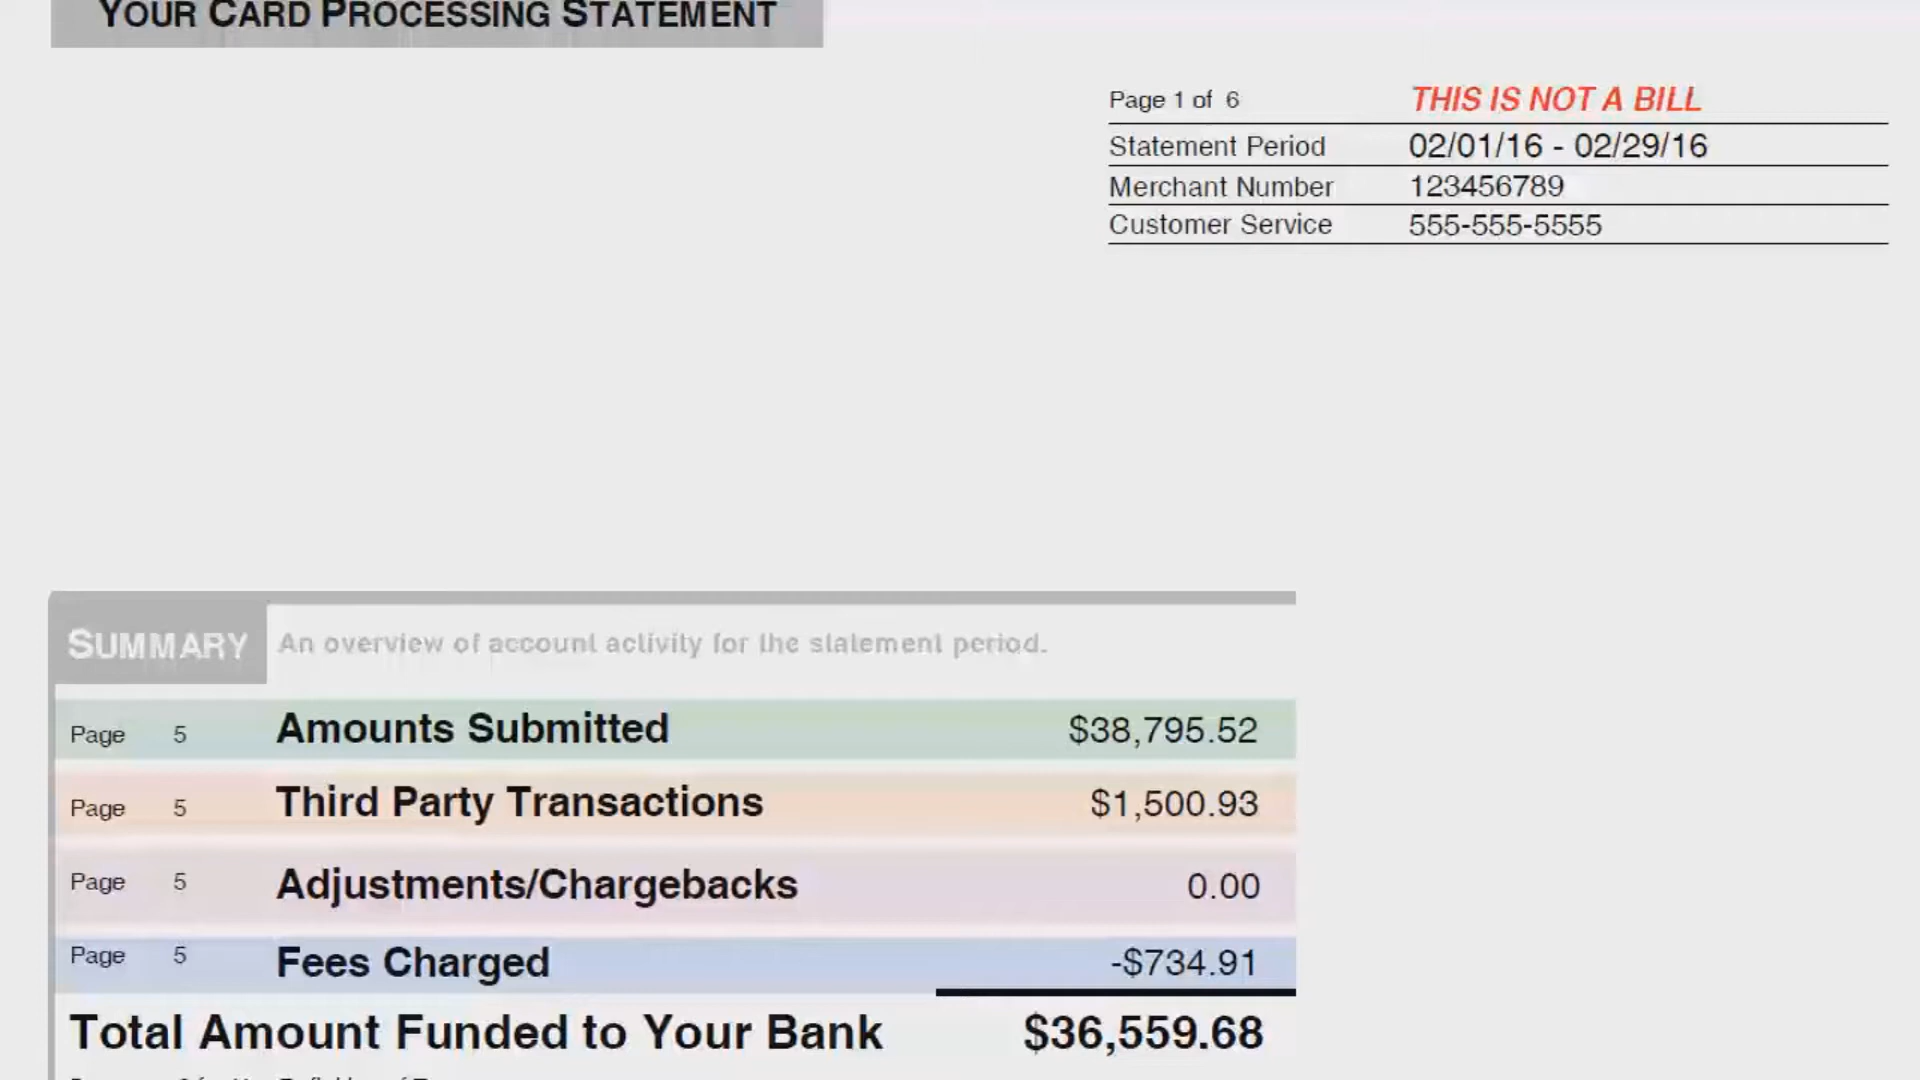 YOUR CARD PROCESSING STATEMENT
Page 1 of 6 THIS IS NOT A BILL
Statement Period 02/01/16 - 02/29/16
Merchant Number 123456789
Customer Service 555-555-5555
SUMMARY An overview of account activity for the statement period.
Page 5 Amounts Submitted $38,795.52
Page 5 Third Party Transactions $1,500.93
Page 5 Adjustments/Chargebacks 0.00
Page 5 Fees Charged -$734.91
Total Amount Funded to Your Bank $36,559.68